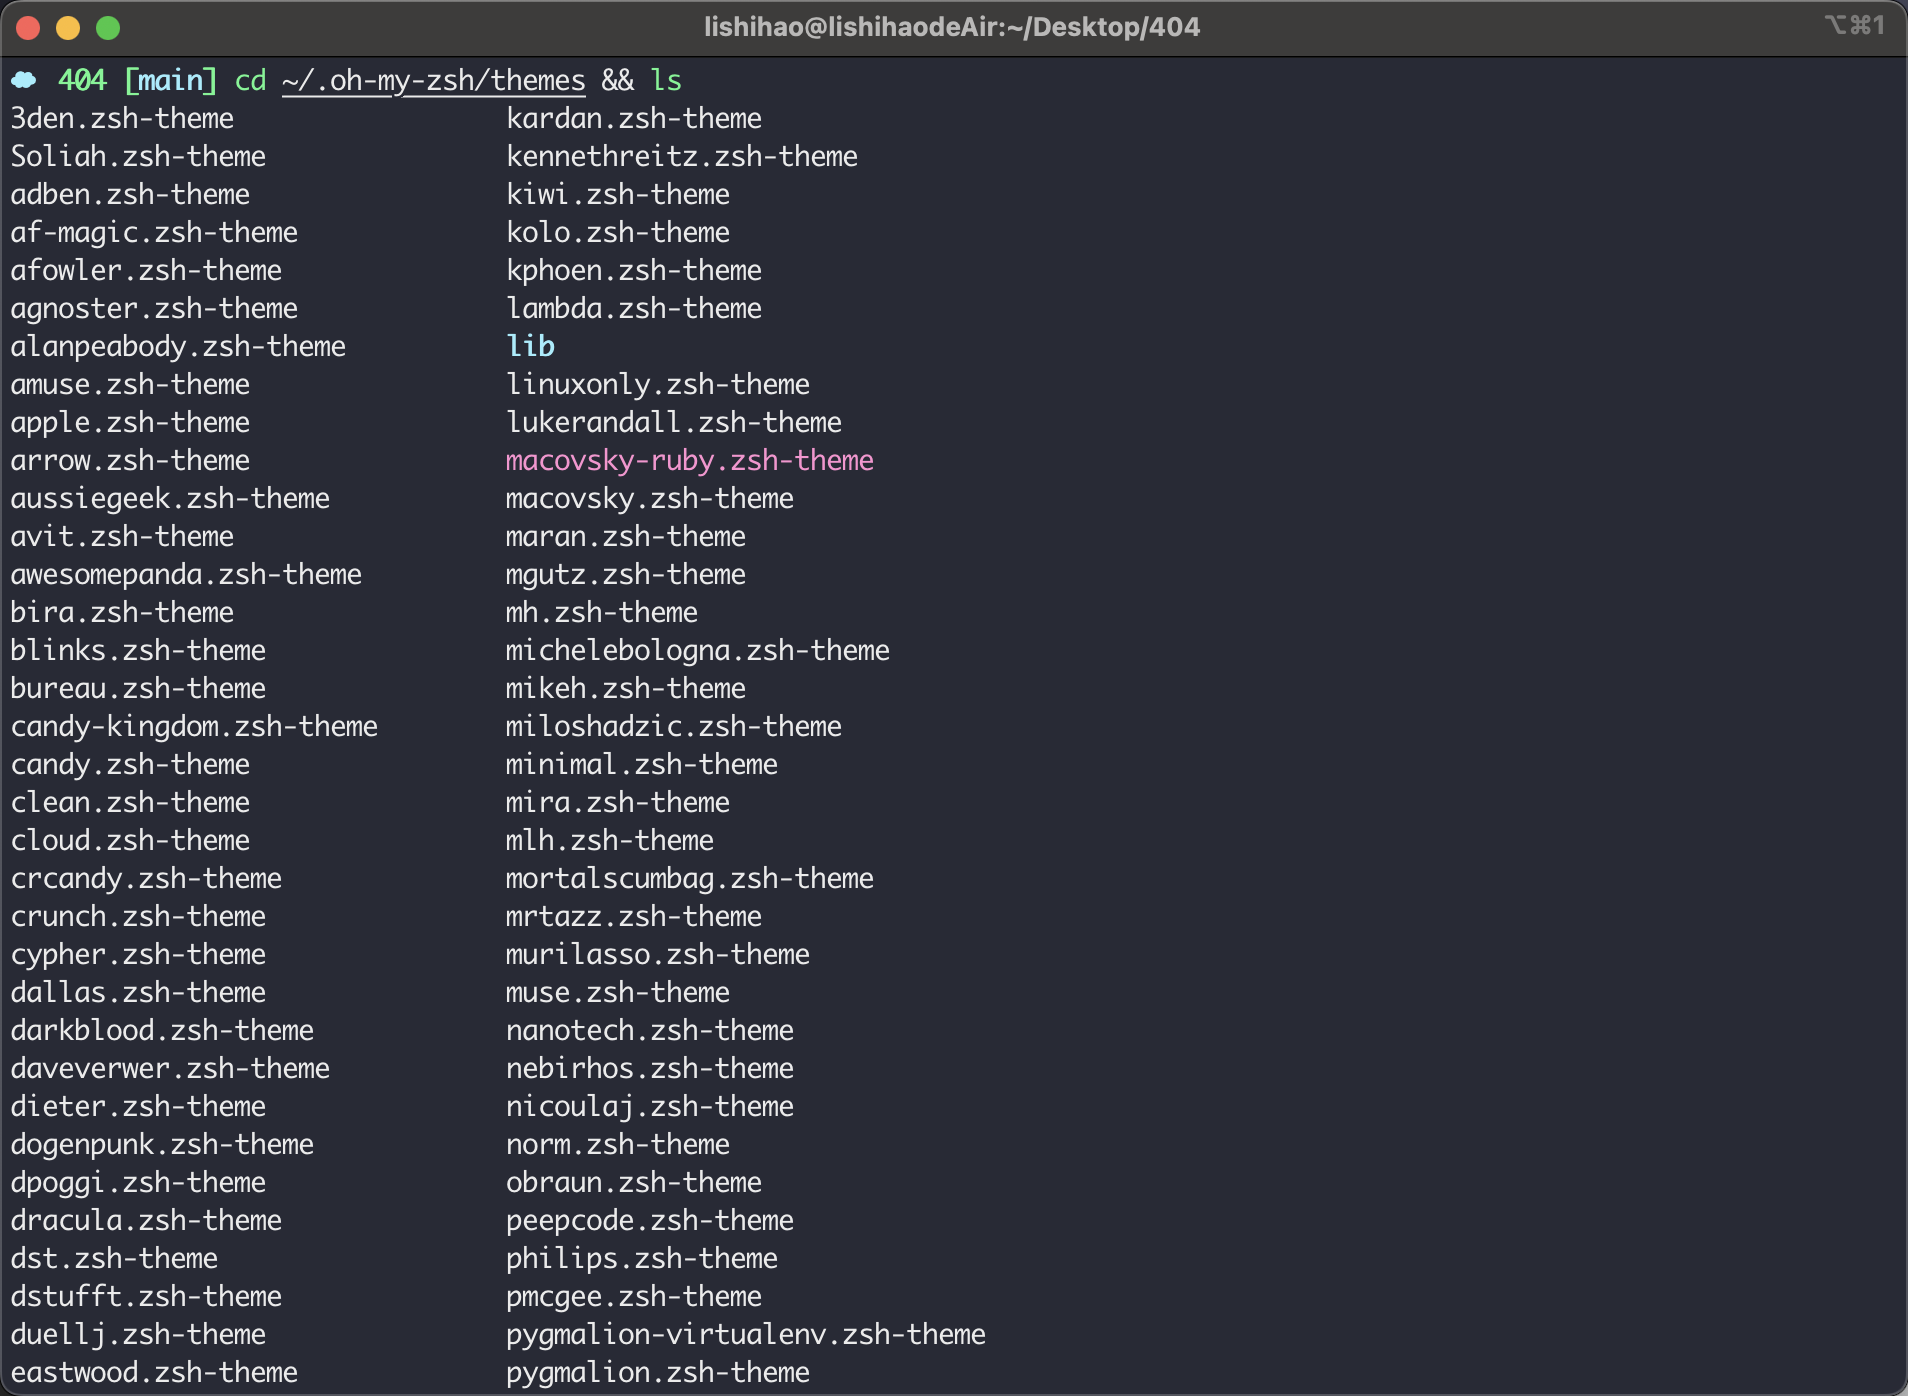 lishihao@lishihaodeAir:~/Desktop/404 ⌥⌘1
404 [main] cd ~/.oh-my-zsh/themes && ls
3den.zsh-theme kardan.zsh-theme
Soliah.zsh-theme kennethreitz.zsh-theme
adben.zsh-theme kiwi.zsh-theme
af-magic.zsh-theme kolo.zsh-theme
afowler.zsh-theme kphoen.zsh-theme
agnoster.zsh-theme lambda.zsh-theme
alanpeabody.zsh-theme lib
amuse.zsh-theme linuxonly.zsh-theme
apple.zsh-theme lukerandall.zsh-theme
arrow.zsh-theme macovsky-ruby.zsh-theme
aussiegeek.zsh-theme macovsky.zsh-theme
avit.zsh-theme maran.zsh-theme
awesomepanda.zsh-theme mgutz.zsh-theme
bira.zsh-theme mh.zsh-theme
blinks.zsh-theme michelebologna.zsh-theme
bureau.zsh-theme mikeh.zsh-theme
candy-kingdom.zsh-theme miloshadzic.zsh-theme
candy.zsh-theme minimal.zsh-theme
clean.zsh-theme mira.zsh-theme
cloud.zsh-theme mlh.zsh-theme
crcandy.zsh-theme mortalscumbag.zsh-theme
crunch.zsh-theme mrtazz.zsh-theme
cypher.zsh-theme murilasso.zsh-theme
dallas.zsh-theme muse.zsh-theme
darkblood.zsh-theme nanotech.zsh-theme
daveverwer.zsh-theme nebirhos.zsh-theme
dieter.zsh-theme nicoulaj.zsh-theme
dogenpunk.zsh-theme norm.zsh-theme
dpoggi.zsh-theme obraun.zsh-theme
dracula.zsh-theme peepcode.zsh-theme
dst.zsh-theme philips.zsh-theme
dstufft.zsh-theme pmcgee.zsh-theme
duellj.zsh-theme pygmalion-virtualenv.zsh-theme
eastwood.zsh-theme pygmalion.zsh-theme